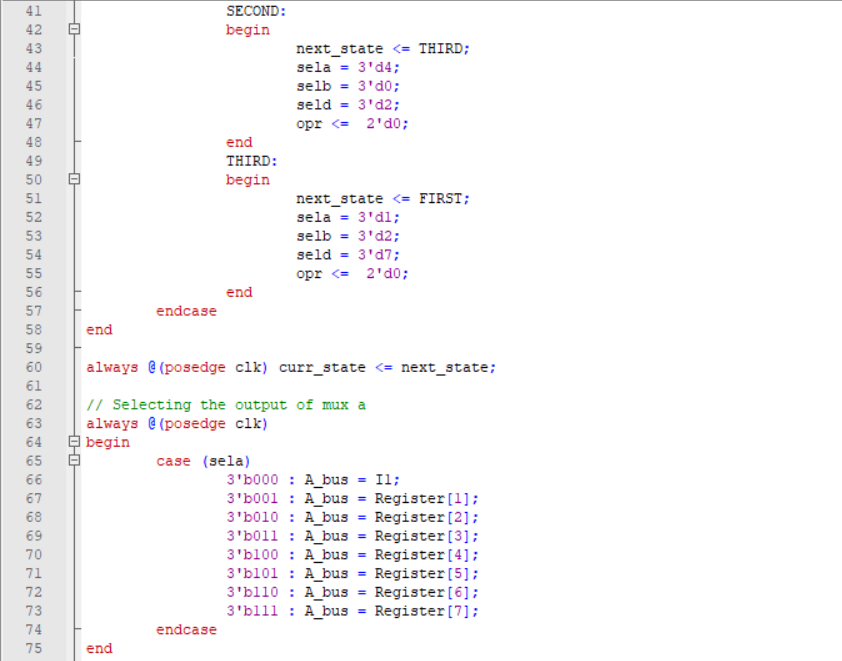 41 SECOND:
42 begin
43 next_state <= THIRD;
44 sela = 3'd4;
45 selb = 3'd0;
46 seld = 3'd2;
47 opr <= 2'd0;
48 end
49 THIRD:
50 begin
51 next_state <= FIRST;
52 sela = 3'd1;
53 selb = 3'd2;
54 seld = 3'd7;
55 opr <= 2'd0;
56 end
57 endcase
58 end
59
60 always @(posedge clk) curr_state <= next_state;
61
62 // Selecting the output of mux a
63 always @(posedge clk)
64 begin
65 case (sela)
66 3'b000 : A_bus = I1;
67 3'b001 : A_bus = Register[1];
68 3'b010 : A_bus = Register[2];
69 3'b011 : A_bus = Register[3];
70 3'b100 : A_bus = Register[4];
71 3'b101 : A_bus = Register[5];
72 3'b110 : A_bus = Register[6];
73 3'b111 : A_bus = Register[7];
74 endcase
75 end